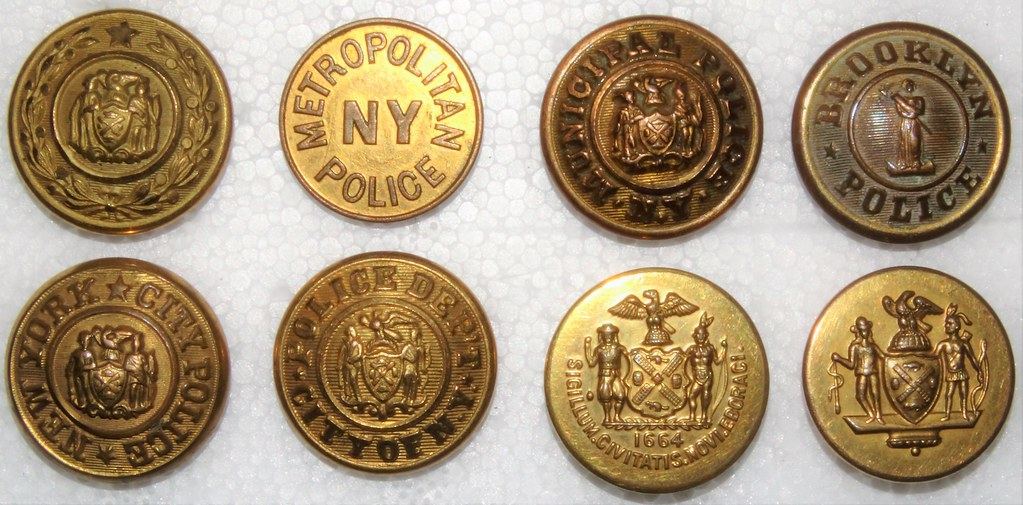 METROPOLITAN
NY
POLICE
MUNICIPAL POLICE
N.Y.
BROOKLYN
POLICE
NEW YORK ★ CITY POLICE ★
POLICE DEP'T.
CITY OF N.Y.
SIGILLUM.CIVITATIS.NOVI.EBORACI.
1664